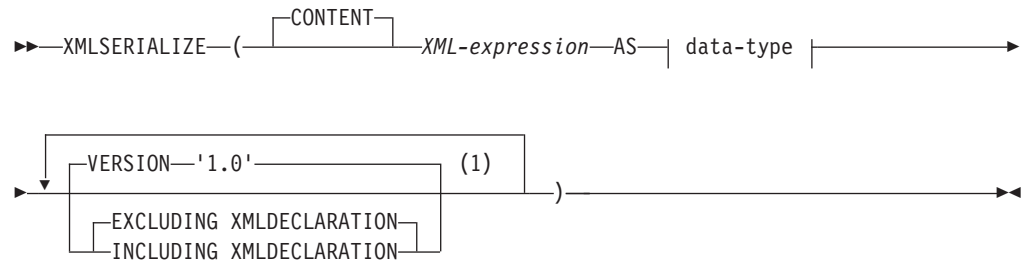 CONTENT
XMLSERIALIZE ( XML-expression AS data-type
VERSION '1.0' (1)
)
EXCLUDING XMLDECLARATION
INCLUDING XMLDECLARATION